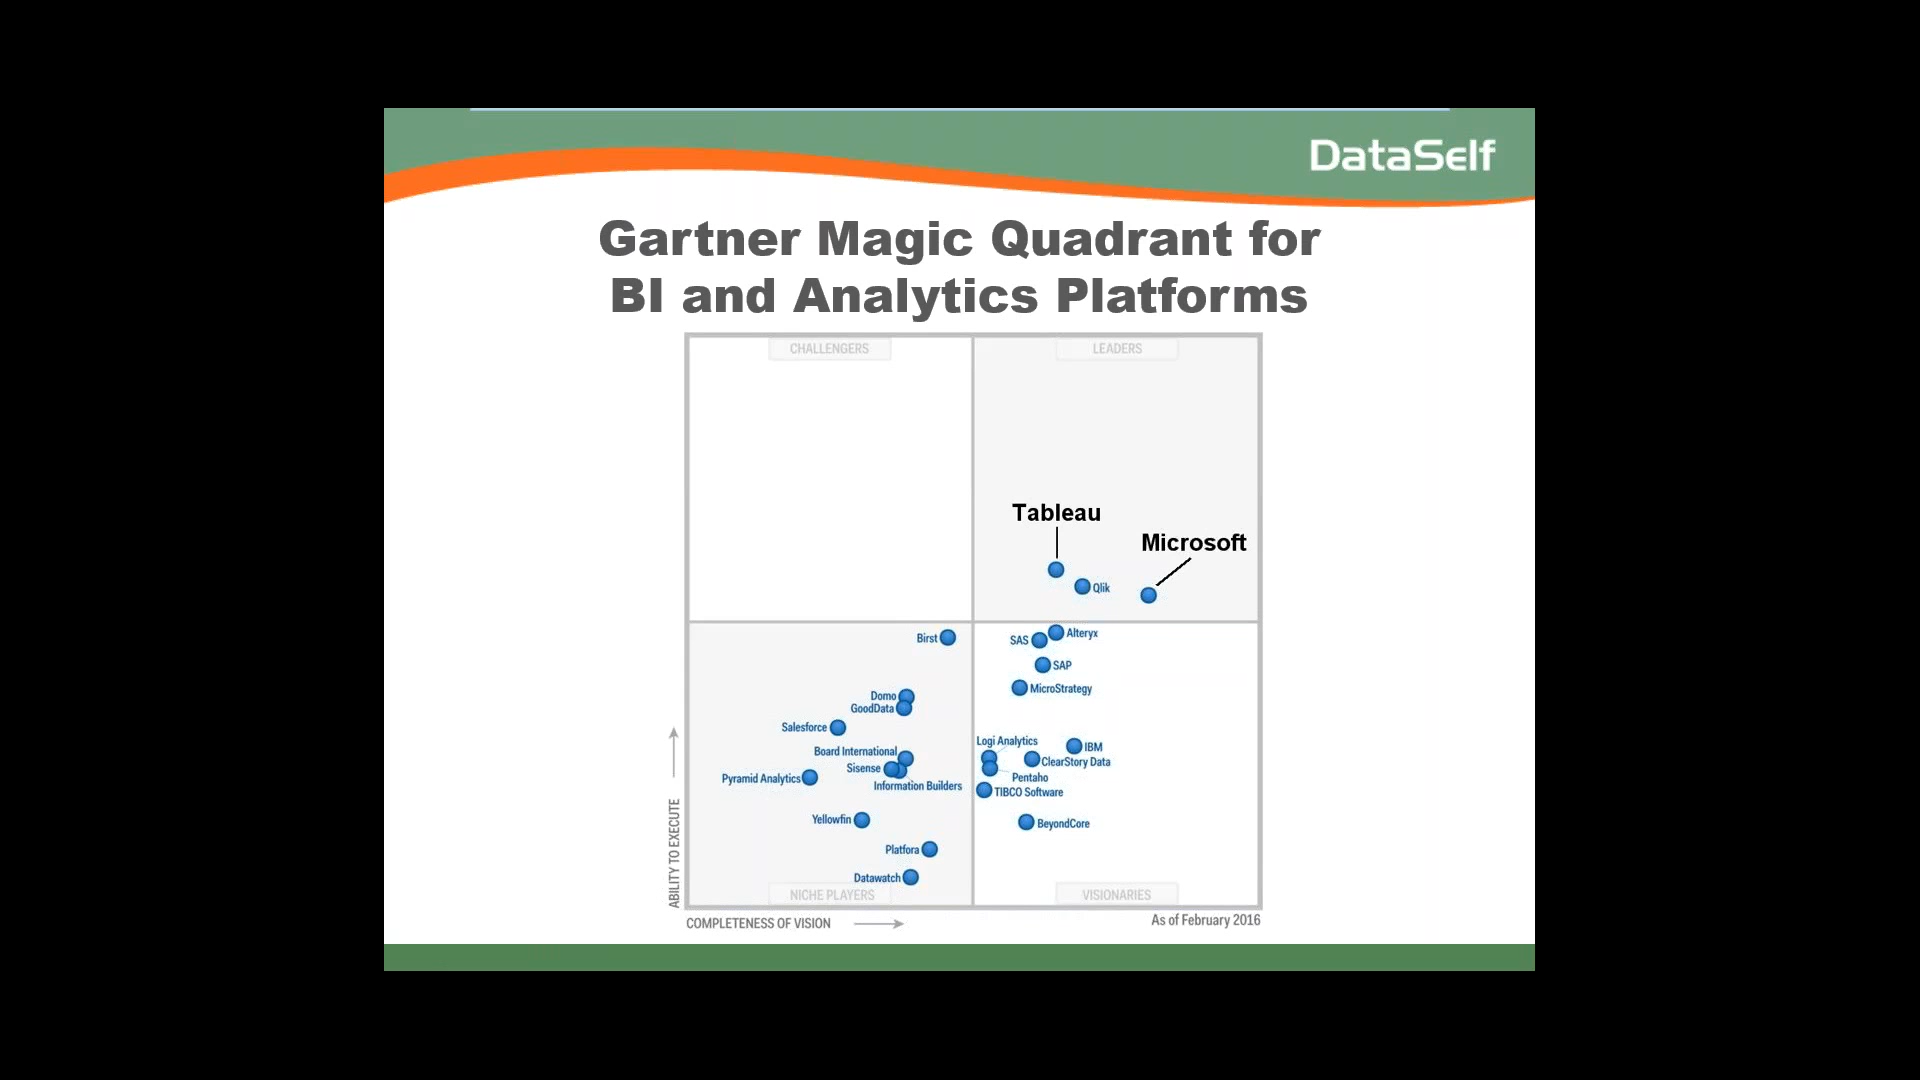 DataSelf
Gartner Magic Quadrant for
BI and Analytics Platforms
CHALLENGERS
LEADERS
Tableau
Microsoft
Qlik
Birst
SAS
Alteryx
SAP
MicroStrategy
Domo
GoodData
Salesforce
Board International
Sisense
Information Builders
Pyramid Analytics
Logi Analytics
IBM
ClearStory Data
Pentaho
TIBCO Software
BeyondCore
Yellowfin
Platfora
Datawatch
NICHE PLAYERS
VISIONARIES
ABILITY TO EXECUTE
COMPLETENESS OF VISION
As of February 2016